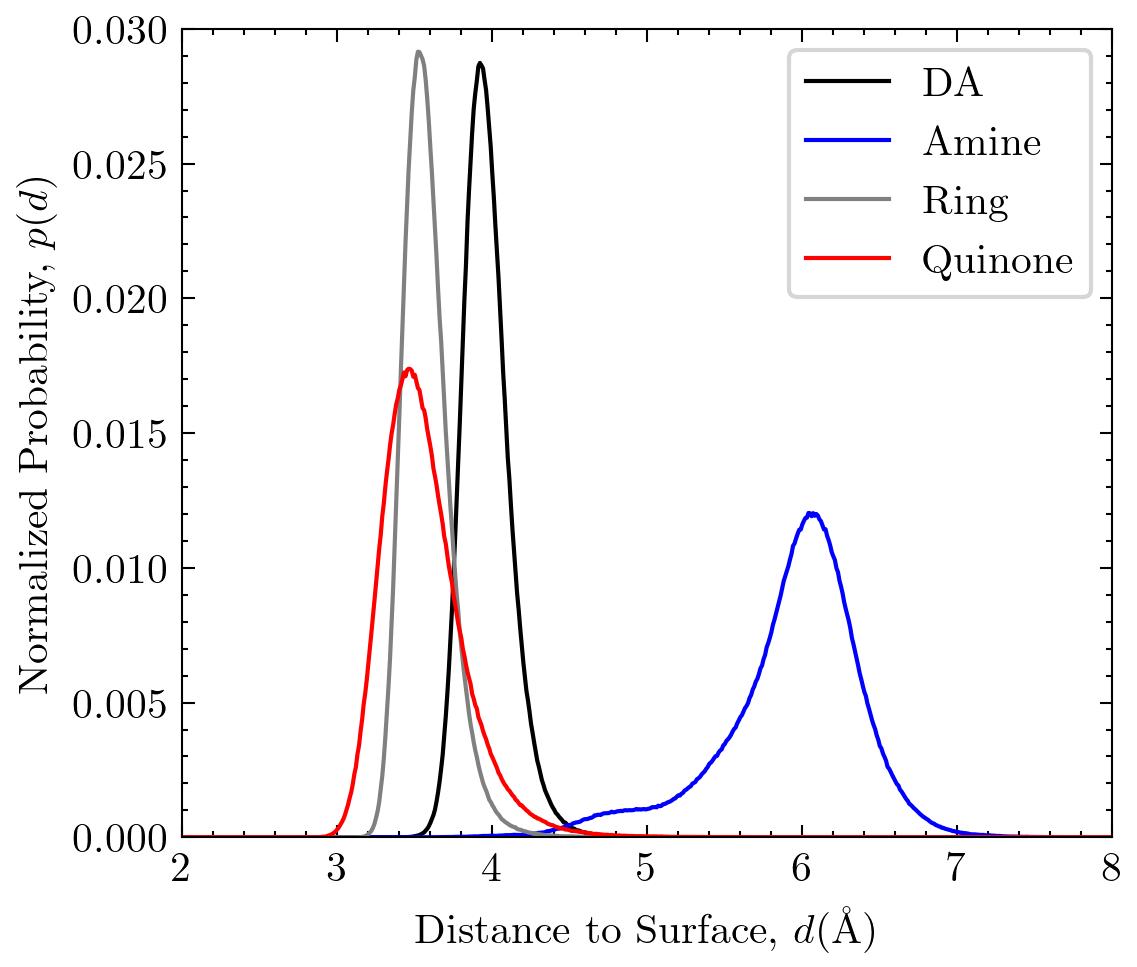 0.030
0.025
0.020
0.015
0.010
0.005
0.000
Normalized Probability, p(d)
2 3 4 5 6 7 8
Distance to Surface, d(Å)
DA
Amine
Ring
Quinone